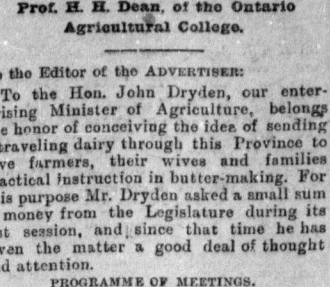 Prof. H. H. Dean, of the Ontario
Agricultural College.
o the Editor of the ADVERTISER:
To the Hon. John Dryden, our enter-
rising Minister of Agriculture, belongs
e honor of conceiving the idea of sending
traveling dairy through this Province to
ve farmers, their wives and families
actical instruction in butter-making. For
is purpose Mr. Dryden asked a small sum
money from the Legislature during its
st session, and since that time he has
ven the matter a good deal of thought
d attention.
PROGRAMME OF MEETINGS.